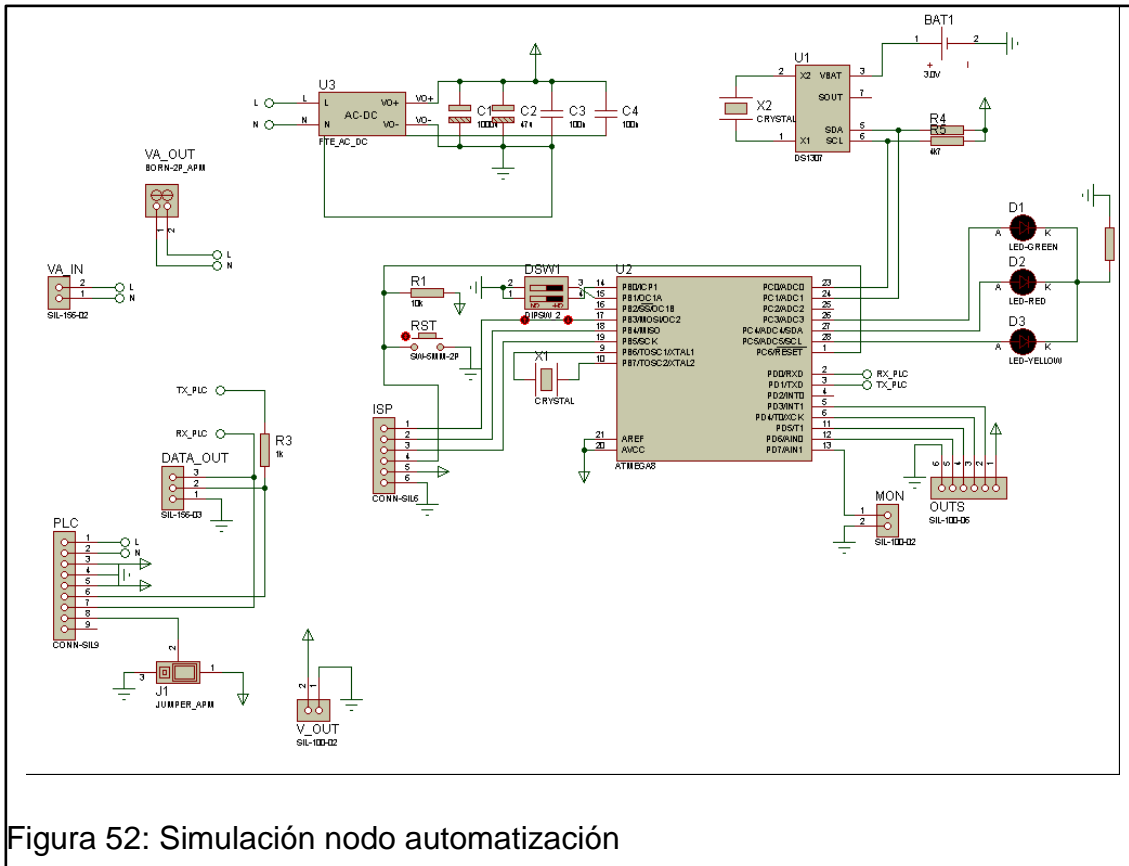 BAT1
1 2
+ -
3.0V
U1
2 X2 VBAT 3
SOUT 7
X2
CRYSTAL
SDA 5
1 X1 SCL 6
DS1307
R4
R5
4k7
U3
L L VO+ VO+
AC-DC
N N VO- VO-
FTE_AC_DC
C1
C2
47u
C3
100n
C4
100n
VA_OUT
BORN-2P_APM
1 2
L
N
VA_IN
2 L
1 N
SIL-156-02
D1
A K
LED-GREEN
D2
A K
LED-RED
D3
A K
LED-YELLOW
R1
10k
RST
SW-6MM-2P
DSW1
2 3
1 4
DIPSW_2
X1
CRYSTAL
U2
14 PB0/ICP1 PC0/ADC0 23
15 PB1/OC1A PC1/ADC1 24
16 PB2/SS/OC1B PC2/ADC2 25
17 PB3/MOSI/OC2 PC3/ADC3 26
18 PB4/MISO PC4/ADC4/SDA 27
19 PB5/SCK PC5/ADC5/SCL 28
9 PB6/TOSC1/XTAL1 PC6/RESET 1
10 PB7/TOSC2/XTAL2
PD0/RXD 2 RX_PLC
PD1/TXD 3 TX_PLC
PD2/INT0 4
PD3/INT1 5
PD4/T0/XCK 6
PD5/T1 11
21 AREF PD6/AIN0 12
20 AVCC PD7/AIN1 13
ATMEGA8
ISP
1
2
3
4
5
6
CONN-SIL6
6 5 4 3 2 1
OUTS
SIL-100-06
MON
1
2
SIL-100-02
TX_PLC
RX_PLC
R3
1k
DATA_OUT
3
2
1
SIL-156-03
PLC
1 L
2 N
3
4
5
6
7
8
9
CONN-SIL9
2
3 1
J1
JUMPER_APM
2 1
V_OUT
SIL-100-02
Figura 52: Simulación nodo automatización